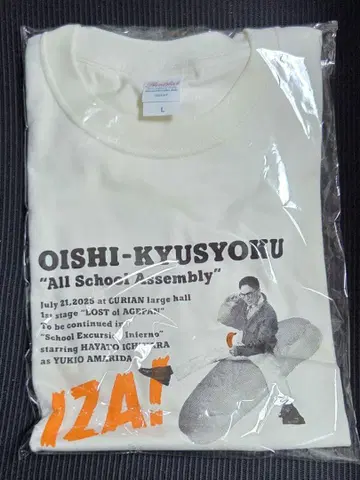 L
OISHI-KYUSYOKU
"All School Assembly"
July 21,2025 at CURIAN large hall
1st stage "LOST of AGEPAN"
To be continued in
"School Excursion Inferno"
starring HAYATO ICHIHARA
as YUKIO AMARIDA
IZA!